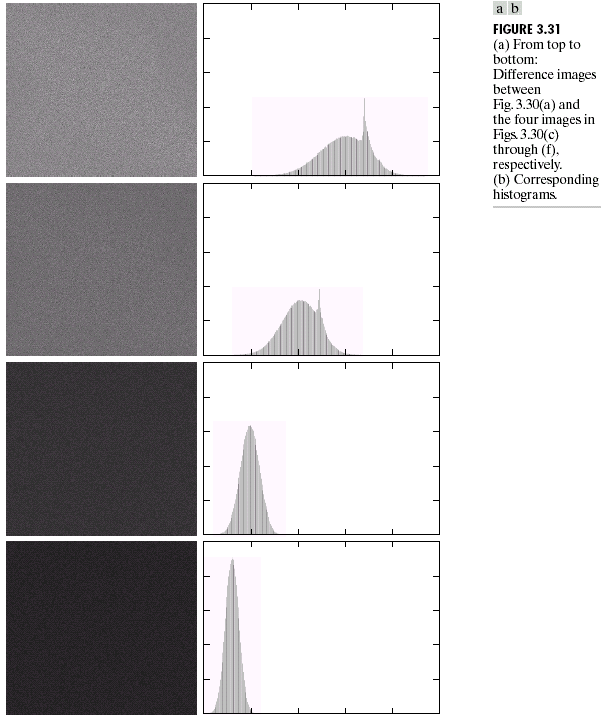 a b
FIGURE 3.31
(a) From top to
bottom:
Difference images
between
Fig. 3.30(a) and
the four images in
Figs. 3.30(c)
through (f),
respectively.
(b) Corresponding
histograms.